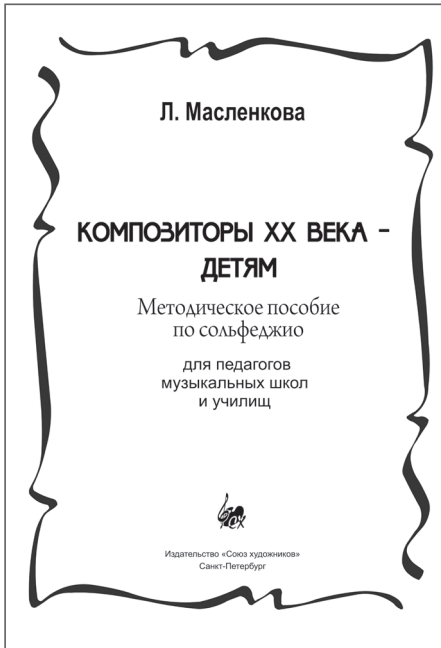 Л. Масленкова
КОМПОЗИТОРЫ XX ВЕКА –
ДЕТЯМ
Методическое пособие
по сольфеджио
для педагогов
музыкальных школ
и училищ
Издательство «Союз художников»
Санкт-Петербург